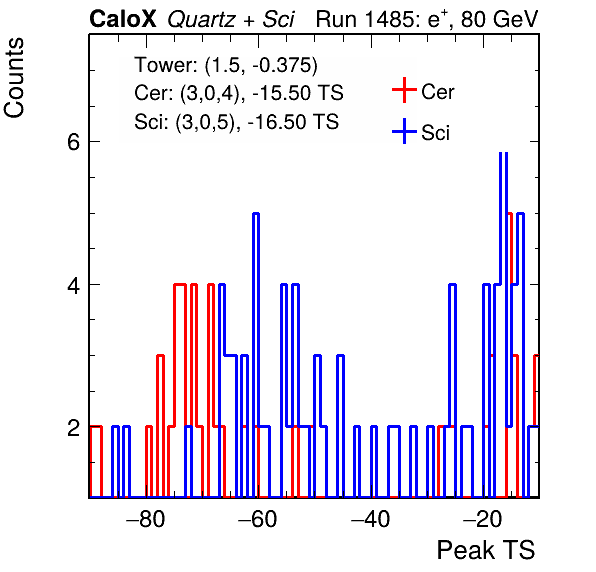 CaloX Quartz + Sci Run 1485: e+, 80 GeV
Tower: (1.5, -0.375)
Cer: (3,0,4), -15.50 TS
Sci: (3,0,5), -16.50 TS
Cer
Sci
Counts
6
4
2
−80 −60 −40 −20
Peak TS